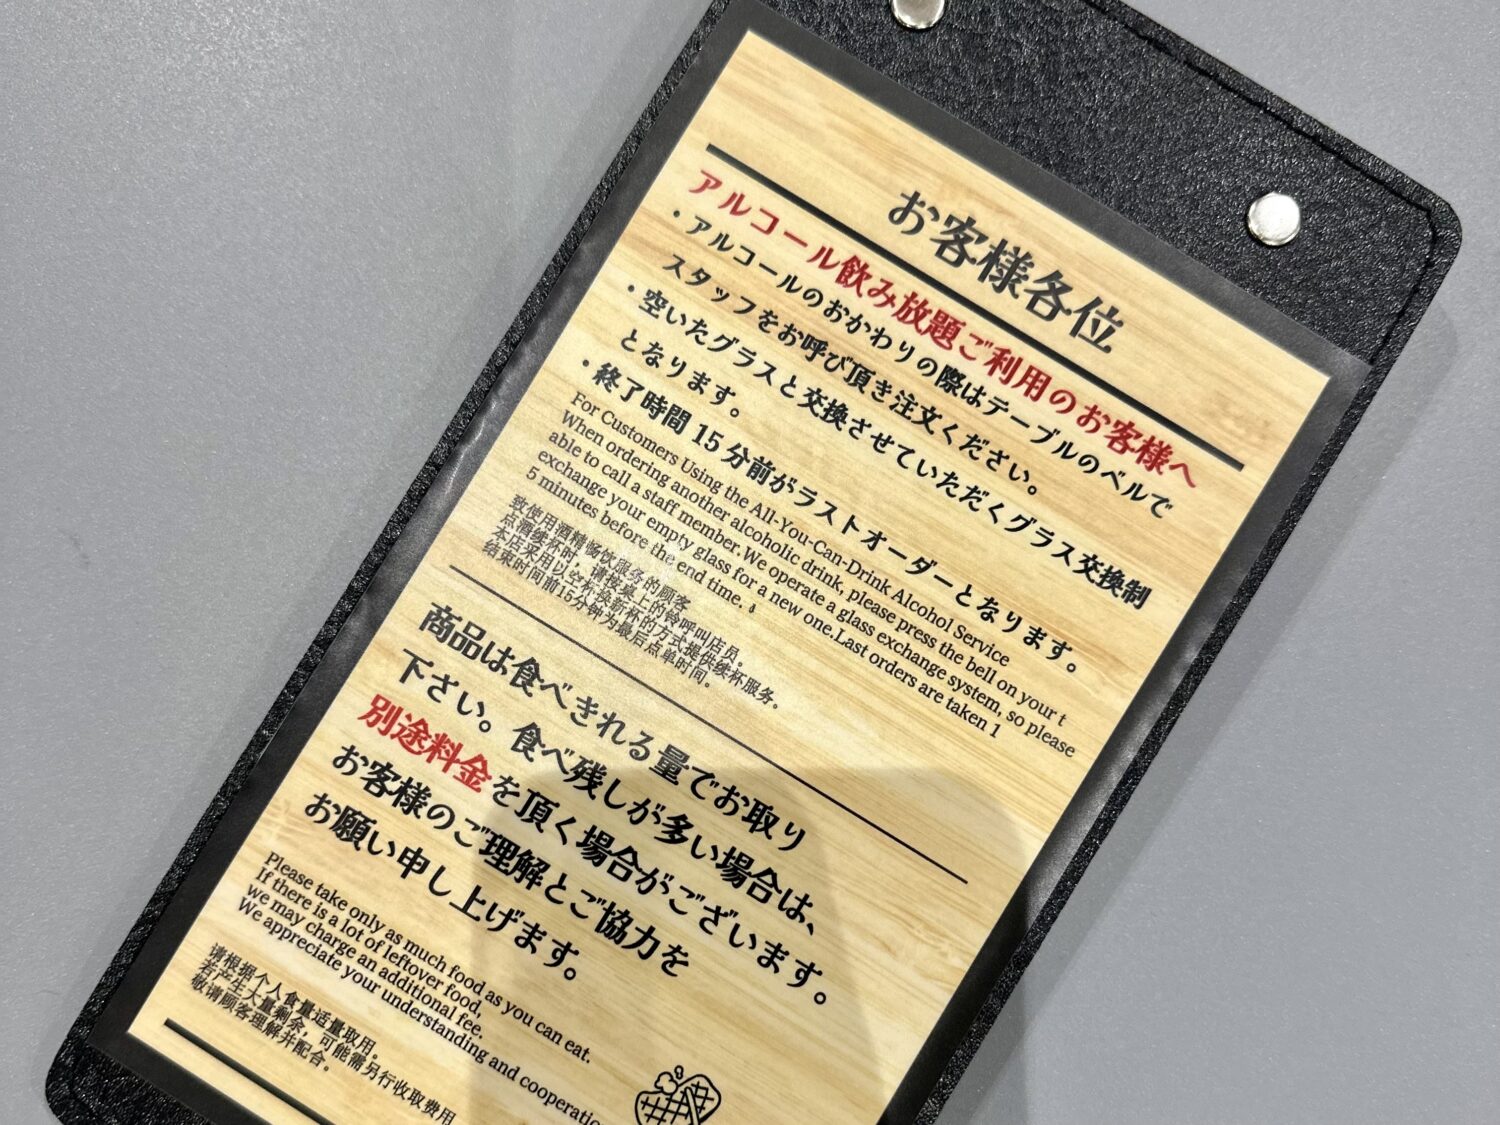 お客様各位
アルコール飲み放題ご利用のお客様へ
・アルコールのおかわりの際はテーブルのベルで
スタッフをお呼び頂き注文ください。
・空いたグラスと交換させていただくグラス交換制
となります。
・終了時間 15 分前がラストオーダーとなります。
For Customers Using the All-You-Can-Drink Alcohol Service
When ordering another alcoholic drink, please press the bell on your t
able to call a staff member.We operate a glass exchange system, so please
exchange your empty glass for a new one.Last orders are taken 1
5 minutes before the end time.
致使用酒精畅饮服务的顾客
点酒续杯时，请按桌上的铃呼叫店员。
本店采用以空杯换新杯的方式提供续杯服务。
结束时间前15分钟为最后点单时间。
商品は食べきれる量でお取り
下さい。食べ残しが多い場合は、
別途料金を頂く場合がございます。
お客様のご理解とご協力を
お願い申し上げます。
Please take only as much food as you can eat.
If there is a lot of leftover food,
we may charge an additional fee.
We appreciate your understanding and cooperatio
请根据个人食量适量取用。
若产生大量剩余，可能需另行收取费用
敬请顾客理解并配合。